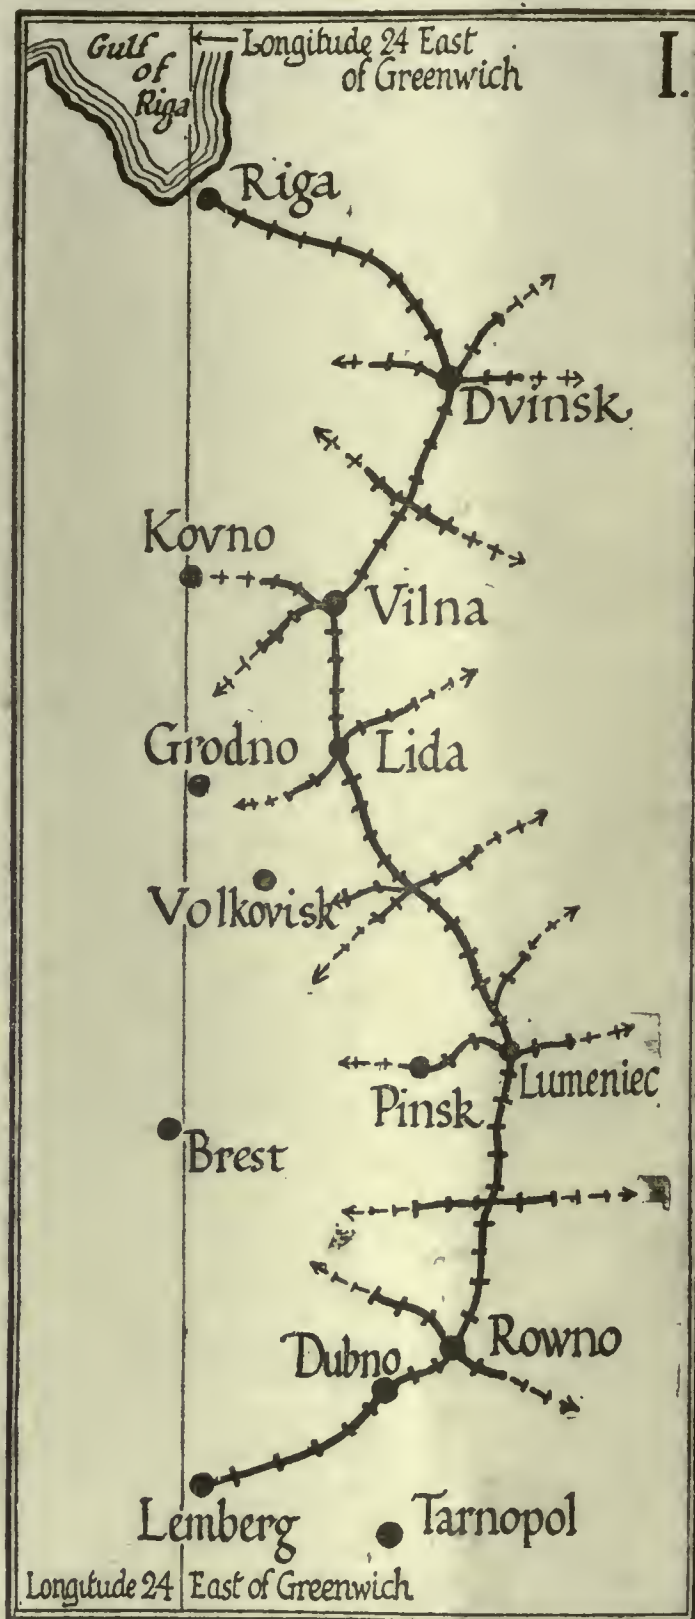 Gulf
of
Riga
Longitude 24 East
of Greenwich
I.
Riga
Dvinsk
Kovno
Vilna
Grodno
Lida
Volkovisk
Lumeniec
Pinsk
Brest
Rowno
Dubno
Lemberg
Tarnopol
Longitude 24 East of Greenwich